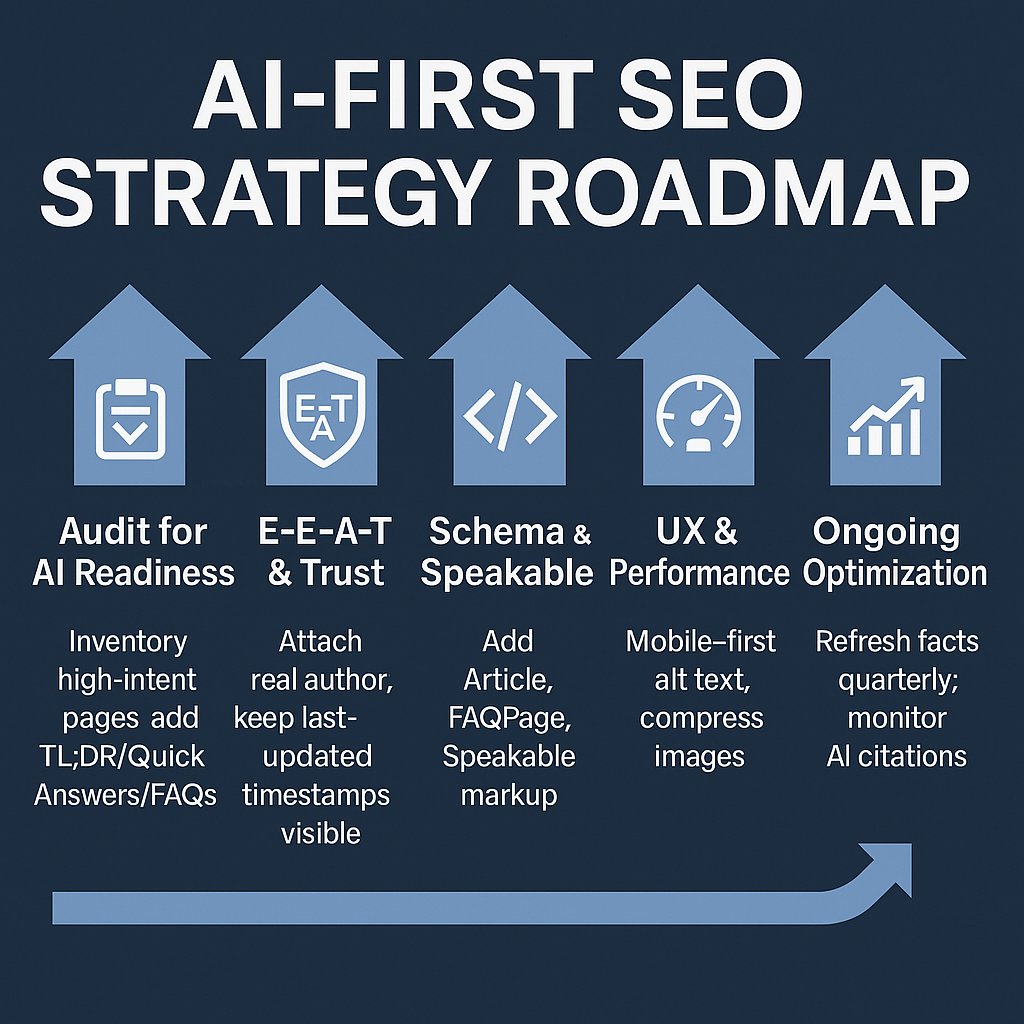 AI-FIRST SEO
STRATEGY ROADMAP
E-T
A
Audit for
AI Readiness
Inventory
high-intent
pages add
TL;DR/Quick
Answers/FAQs
E-E-A-T
& Trust
Attach
real author,
keep last-
updated
timestamps
visible
Schema &
Speakable
Add
Article,
FAQPage,
Speakable
markup
UX &
Performance
Mobile–first
alt text,
compress
images
Ongoing
Optimization
Refresh facts
quarterly;
monitor
AI citations